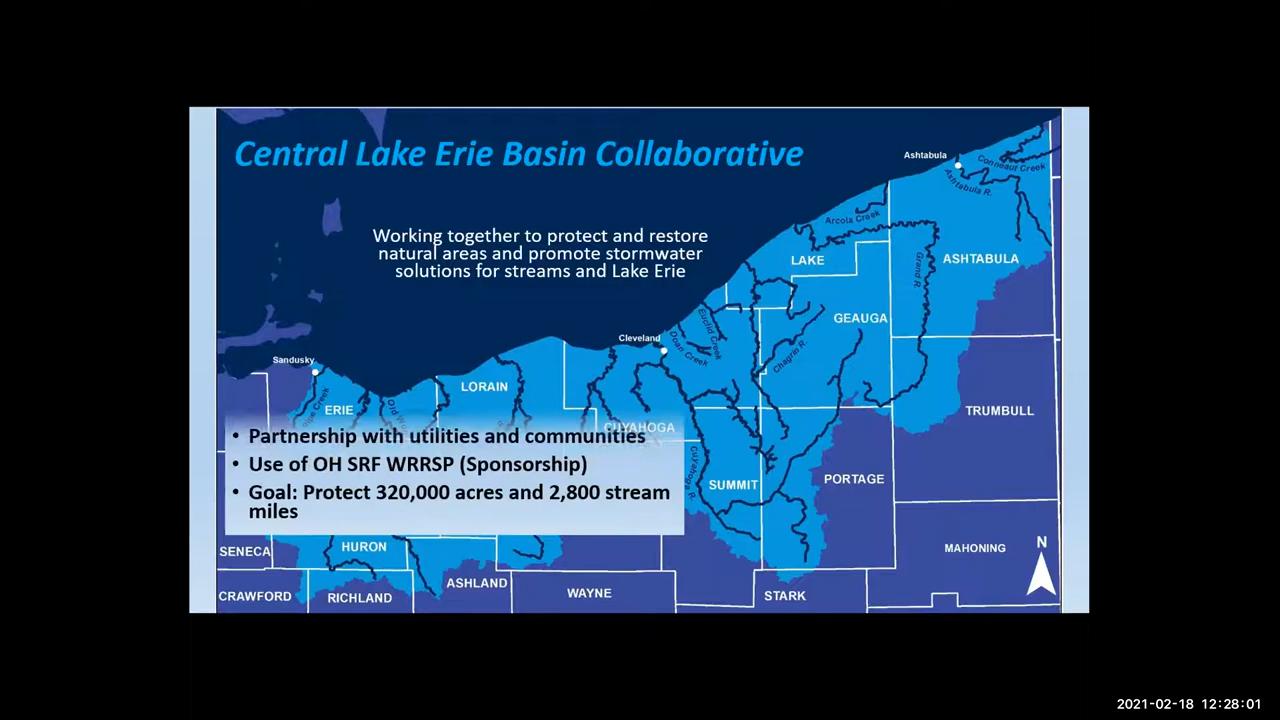 Central Lake Erie Basin Collaborative
Working together to protect and restore
natural areas and promote stormwater
solutions for streams and Lake Erie
Ashtabula
Conneaut Creek
Ashtabula R.
Arcola Creek
LAKE
Grand R.
ASHTABULA
GEAUGA
Euclid Creek
Doan Creek
Chagrin R.
Cleveland
Sandusky
LORAIN
ERIE
TRUMBULL
CUYAHOGA
• Partnership with utilities and communities
• Use of OH SRF WRRSP (Sponsorship)
• Goal: Protect 320,000 acres and 2,800 stream
miles
Cuyahoga R.
SUMMIT
PORTAGE
SENECA
HURON
MAHONING
N
CRAWFORD
RICHLAND
ASHLAND
WAYNE
STARK
2021-02-18 12:28:01